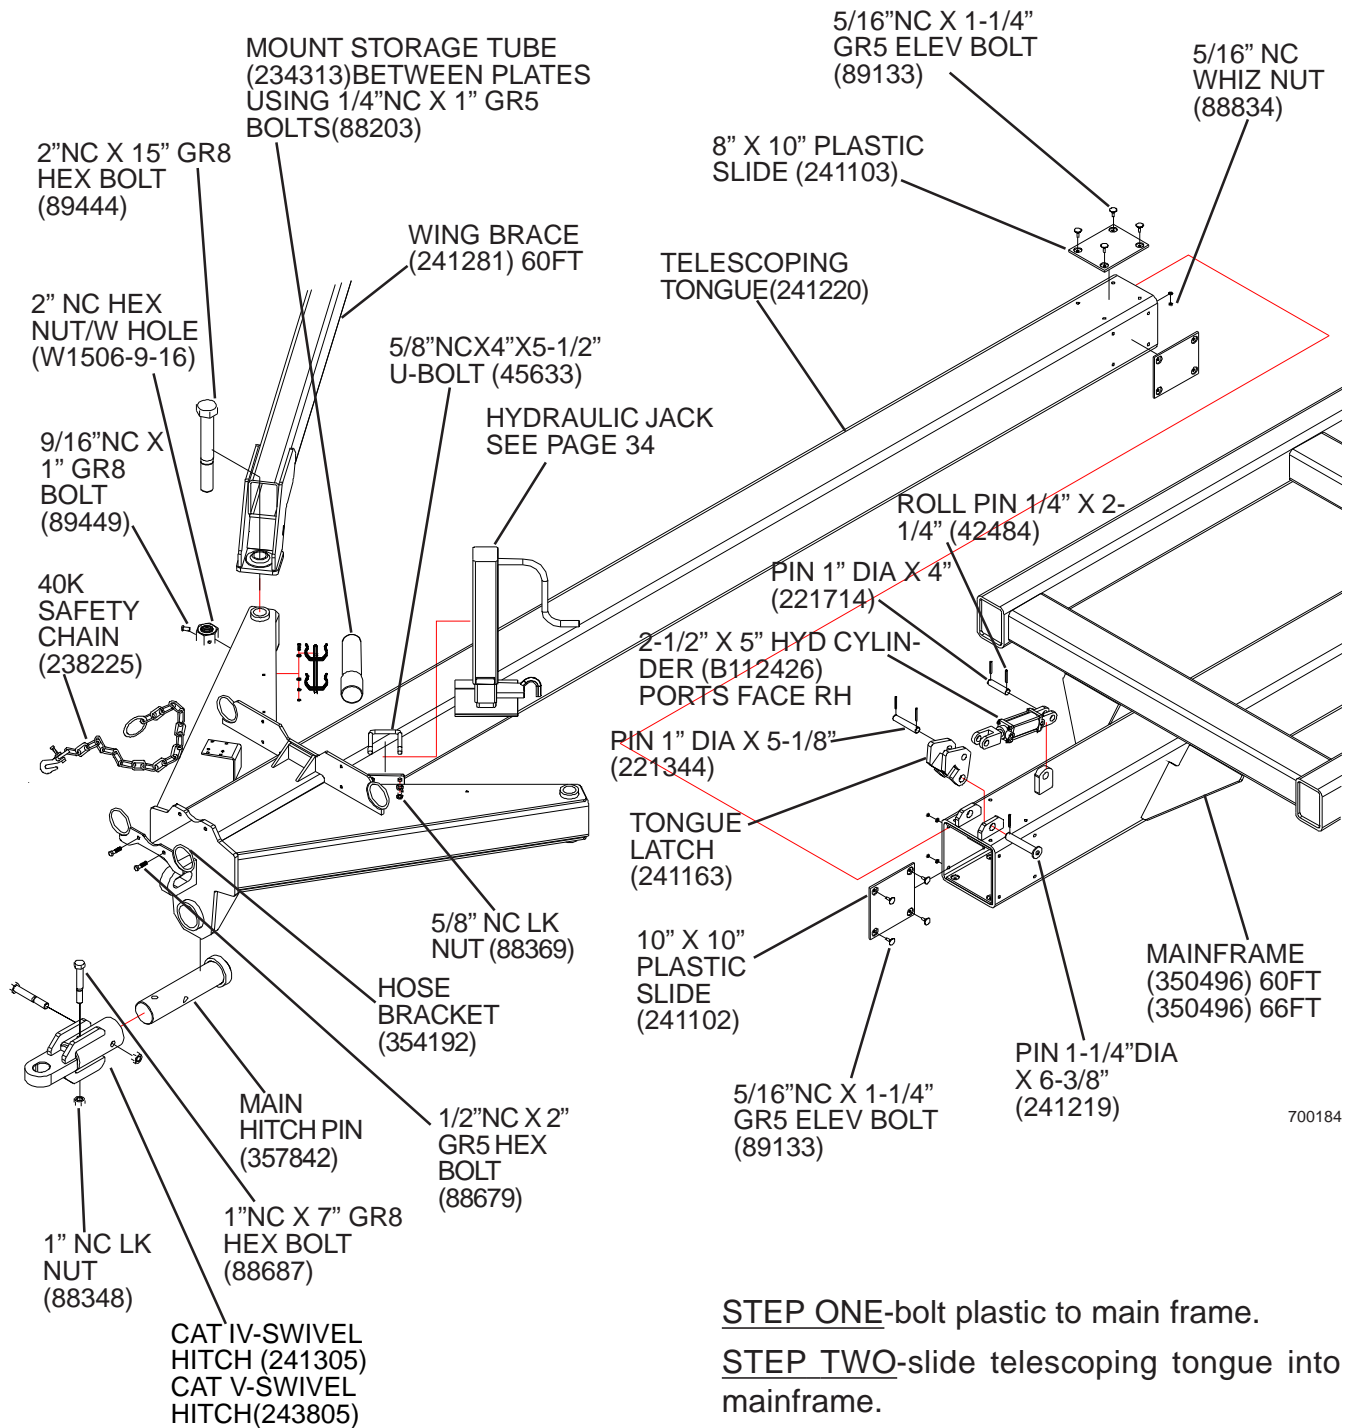 MOUNT STORAGE TUBE
(234313)BETWEEN PLATES
USING 1/4”NC X 1” GR5
BOLTS(88203)
5/16”NC X 1-1/4”
GR5 ELEV BOLT
(89133)
5/16” NC
WHIZ NUT
(88834)
2”NC X 15” GR8
HEX BOLT
(89444)
8” X 10” PLASTIC
SLIDE (241103)
WING BRACE
(241281) 60FT
TELESCOPING
TONGUE(241220)
2” NC HEX
NUT/W HOLE
(W1506-9-16)
5/8”NCX4”X5-1/2”
U-BOLT (45633)
HYDRAULIC JACK
SEE PAGE 34
9/16”NC X
1” GR8
BOLT
(89449)
ROLL PIN 1/4” X 2-
1/4” (42484)
PIN 1” DIA X 4”
(221714)
40K
SAFETY
CHAIN
(238225)
2-1/2” X 5” HYD CYLIN-
DER (B112426)
PORTS FACE RH
PIN 1” DIA X 5-1/8”
(221344)
TONGUE
LATCH
(241163)
5/8” NC LK
NUT (88369)
10” X 10”
PLASTIC
SLIDE
(241102)
MAINFRAME
(350496) 60FT
(350496) 66FT
HOSE
BRACKET
(354192)
PIN 1-1/4”DIA
X 6-3/8”
(241219)
5/16”NC X 1-1/4”
GR5 ELEV BOLT
(89133)
MAIN
HITCH PIN
(357842)
1/2”NC X 2”
GR5 HEX
BOLT
(88679)
700184
1”NC X 7” GR8
HEX BOLT
(88687)
1” NC LK
NUT
(88348)
CAT IV-SWIVEL
HITCH (241305)
CAT V-SWIVEL
HITCH(243805)
STEP ONE-bolt plastic to main frame.
STEP TWO-slide telescoping tongue into
mainframe.